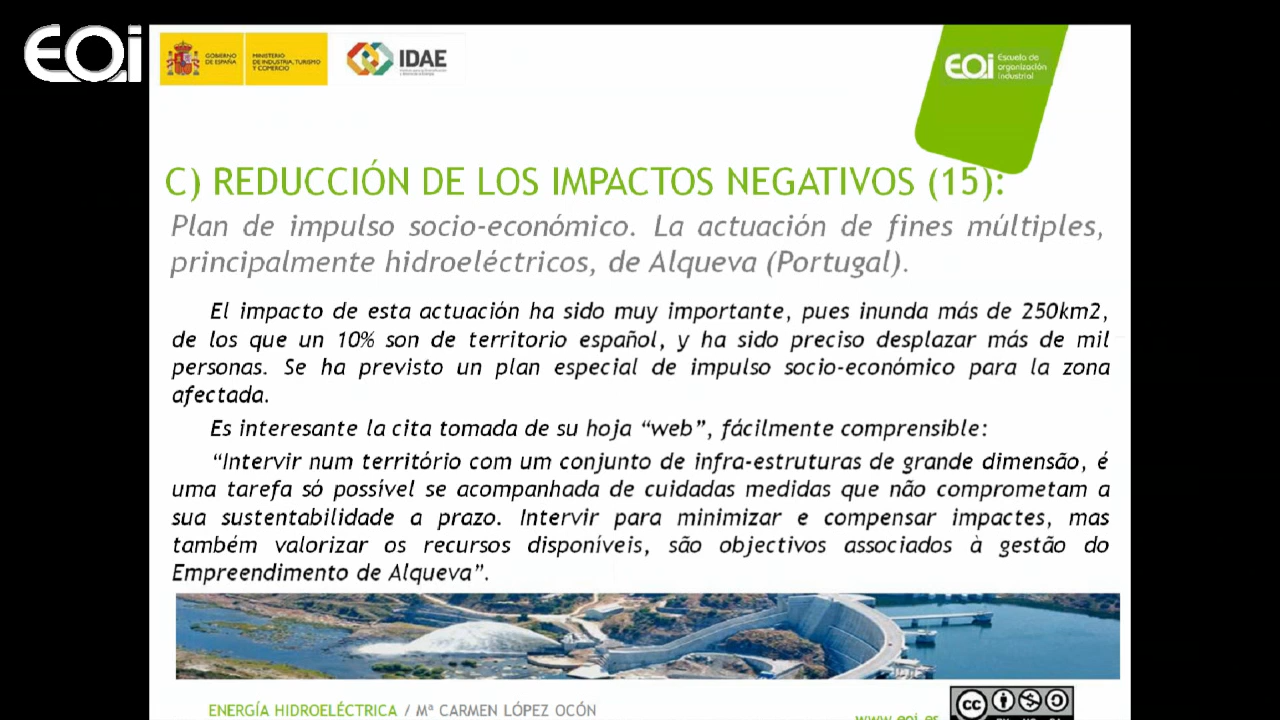 EOi
GOBIERNO DE ESPAÑA
MINISTERIO DE INDUSTRIA, TURISMO Y COMERCIO
IDAE
EOi Escuela de organización industrial
C) REDUCCIÓN DE LOS IMPACTOS NEGATIVOS (15):
Plan de impulso socio-económico. La actuación de fines múltiples,
principalmente hidroeléctricos, de Alqueva (Portugal).
El impacto de esta actuación ha sido muy importante, pues inunda más de 250km2,
de los que un 10% son de territorio español, y ha sido preciso desplazar más de mil
personas. Se ha previsto un plan especial de impulso socio-económico para la zona
afectada.
Es interesante la cita tomada de su hoja “web”, fácilmente comprensible:
“Intervir num território com um conjunto de infra-estruturas de grande dimensão, é
uma tarefa só possível se acompanhada de cuidadas medidas que não comprometam a
sua sustentabilidade a prazo. Intervir para minimizar e compensar impactes, mas
também valorizar os recursos disponíveis, são objectivos associados à gestão do
Empreendimento de Alqueva”.
ENERGÍA HIDROELÉCTRICA / Mª CARMEN LÓPEZ OCÓN
www.eoi.es
cc